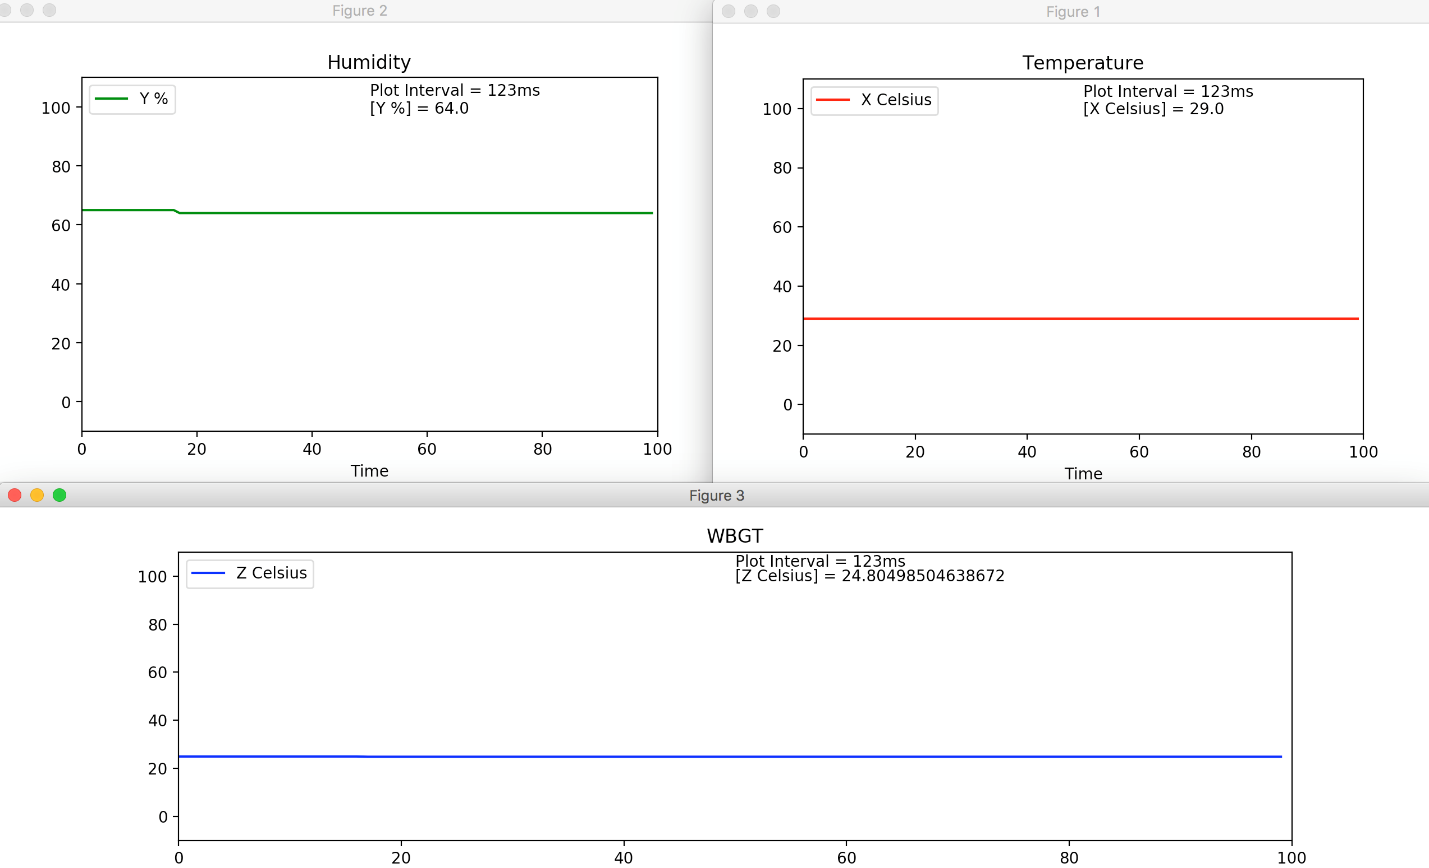 Figure 2
Humidity
Y %
Plot Interval = 123ms
[Y %] = 64.0
100
80
60
40
20
0
0 20 40 60 80 100
Time
Figure 1
Temperature
X Celsius
Plot Interval = 123ms
[X Celsius] = 29.0
100
80
60
40
20
0
0 20 40 60 80 100
Time
Figure 3
WBGT
Z Celsius
Plot Interval = 123ms
[Z Celsius] = 24.80498504638672
100
80
60
40
20
0
0 20 40 60 80 100